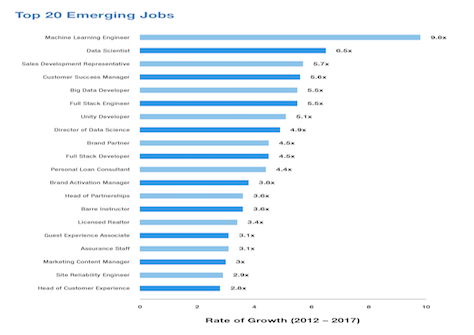 Top 20 Emerging Jobs
Machine Learning Engineer 9.8x
Data Scientist 6.5x
Sales Development Representative 5.7x
Customer Success Manager 5.6x
Big Data Developer 5.5x
Full Stack Engineer 5.5x
Unity Developer 5.1x
Director of Data Science 4.9x
Brand Partner 4.5x
Full Stack Developer 4.5x
Personal Loan Consultant 4.4x
Brand Activation Manager 3.8x
Head of Partnerships 3.6x
Barre Instructor 3.6x
Licensed Realtor 3.4x
Guest Experience Associate 3.1x
Assurance Staff 3.1x
Marketing Content Manager 3x
Site Reliability Engineer 2.9x
Head of Customer Experience 2.8x
0 2 4 6 8 10
Rate of Growth (2012 – 2017)